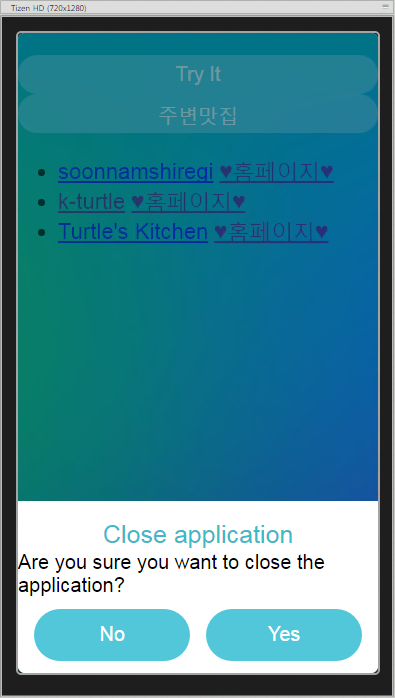 Tizen HD (720x1280)
Try It
주변맛집
soonnamshiregi ♥홈페이지♥
k-turtle ♥홈페이지♥
Turtle's Kitchen ♥홈페이지♥
Close application
Are you sure you want to close the
application?
No Yes